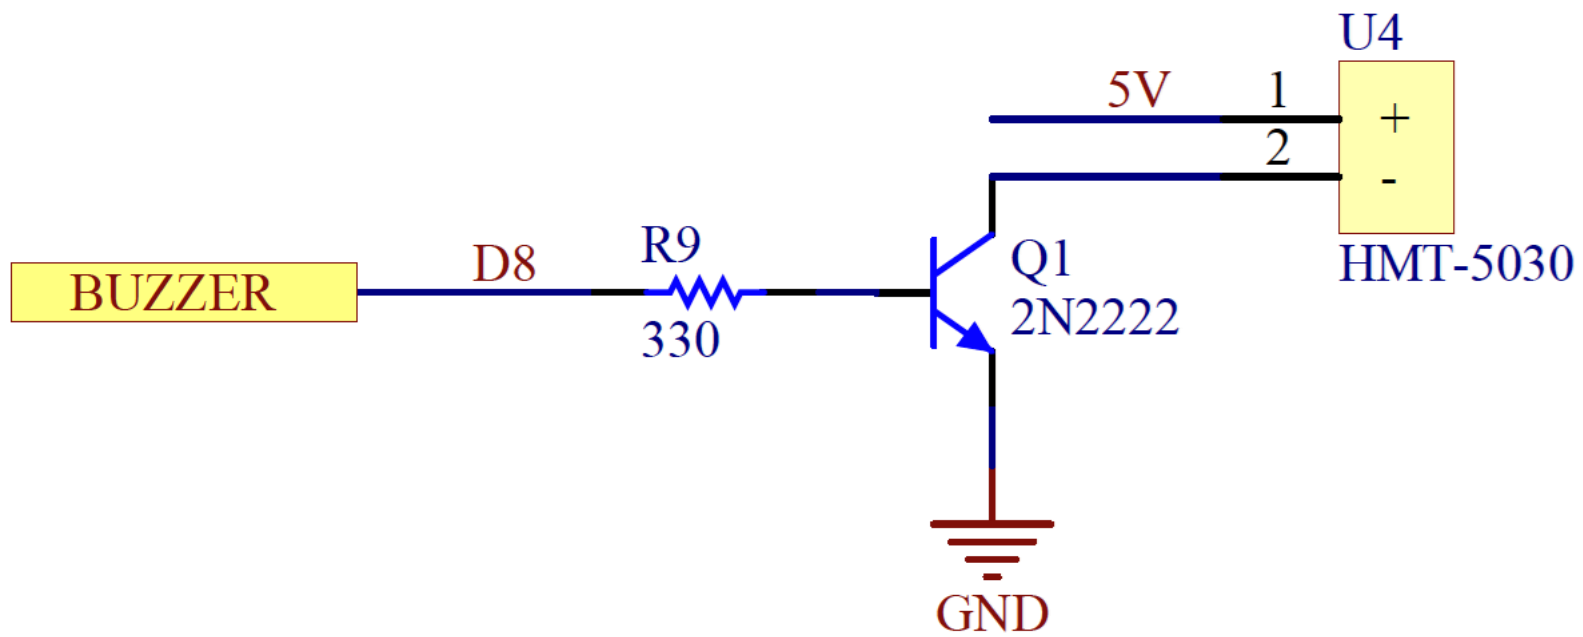 U4
5V
1
+
2
-
R9
D8
Q1
HMT-5030
BUZZER
2N2222
330
GND